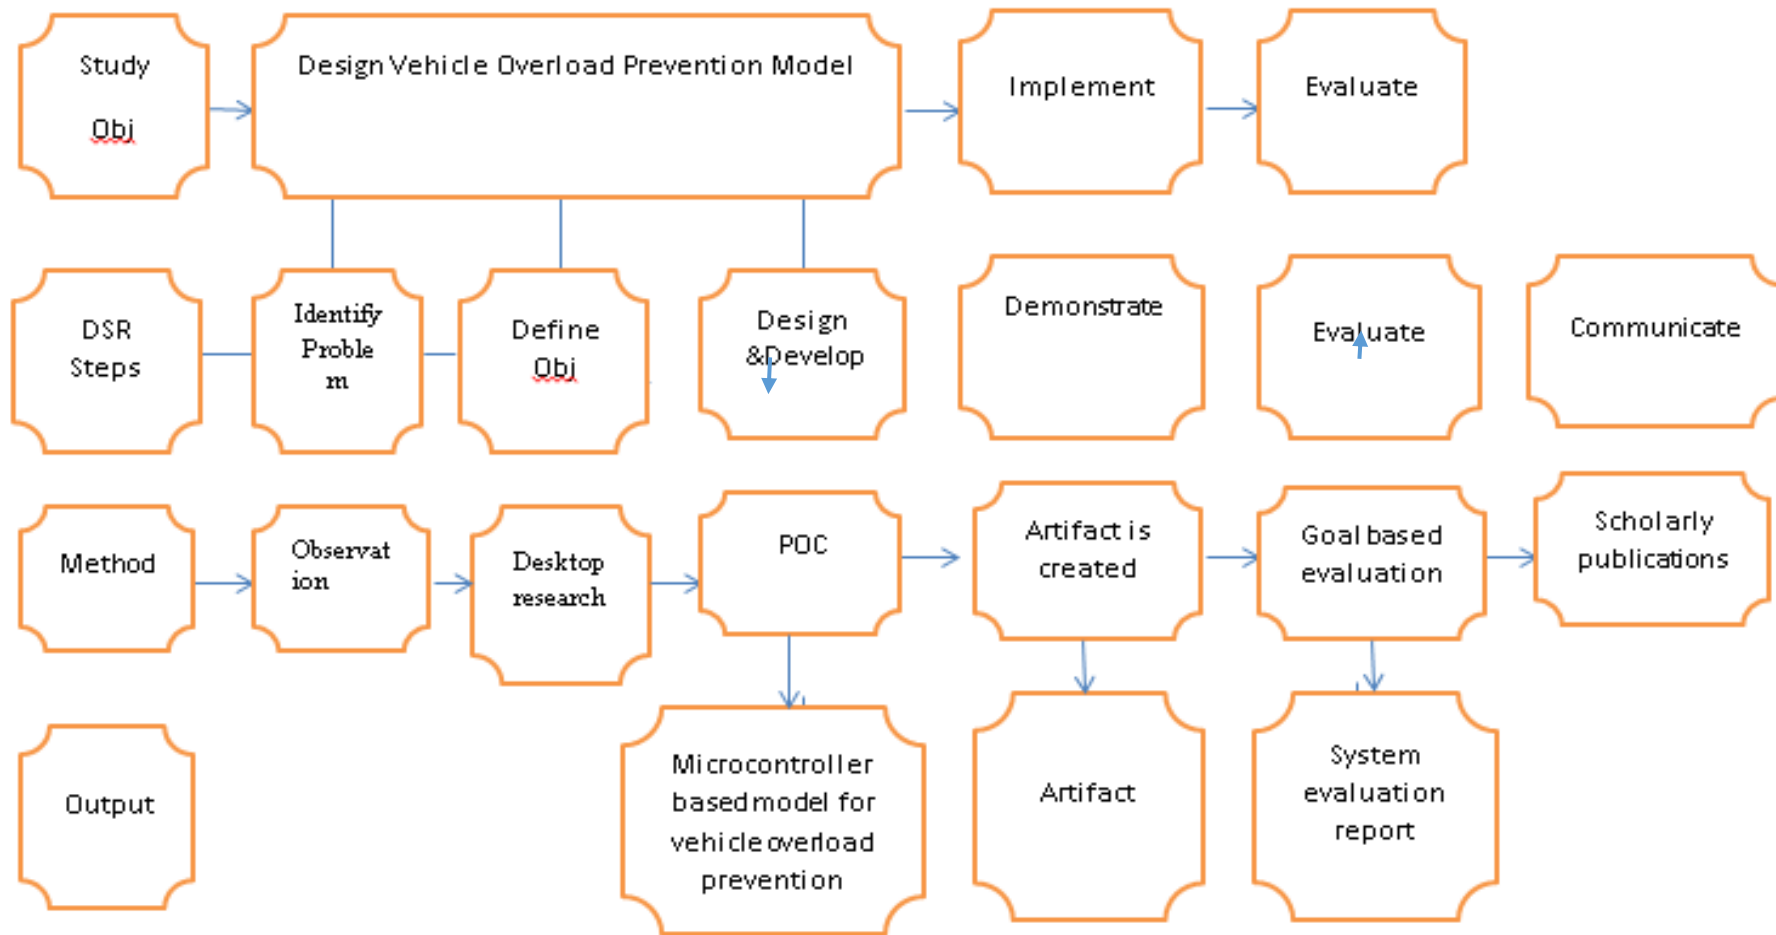 Study
Obj
Design Vehicle Overload Prevention Model
Implement
Evaluate
DSR
Steps
Identify
Proble
m
Define
Obj
Design
&Develop
Demonstrate
Evaluate
Communicate
Method
Observat
ion
Desktop
research
POC
Artifact is
created
Goal based
evaluation
Scholarly
publications
Output
Microcontroller
based model for
vehicle overload
prevention
Artifact
System
evaluation
report